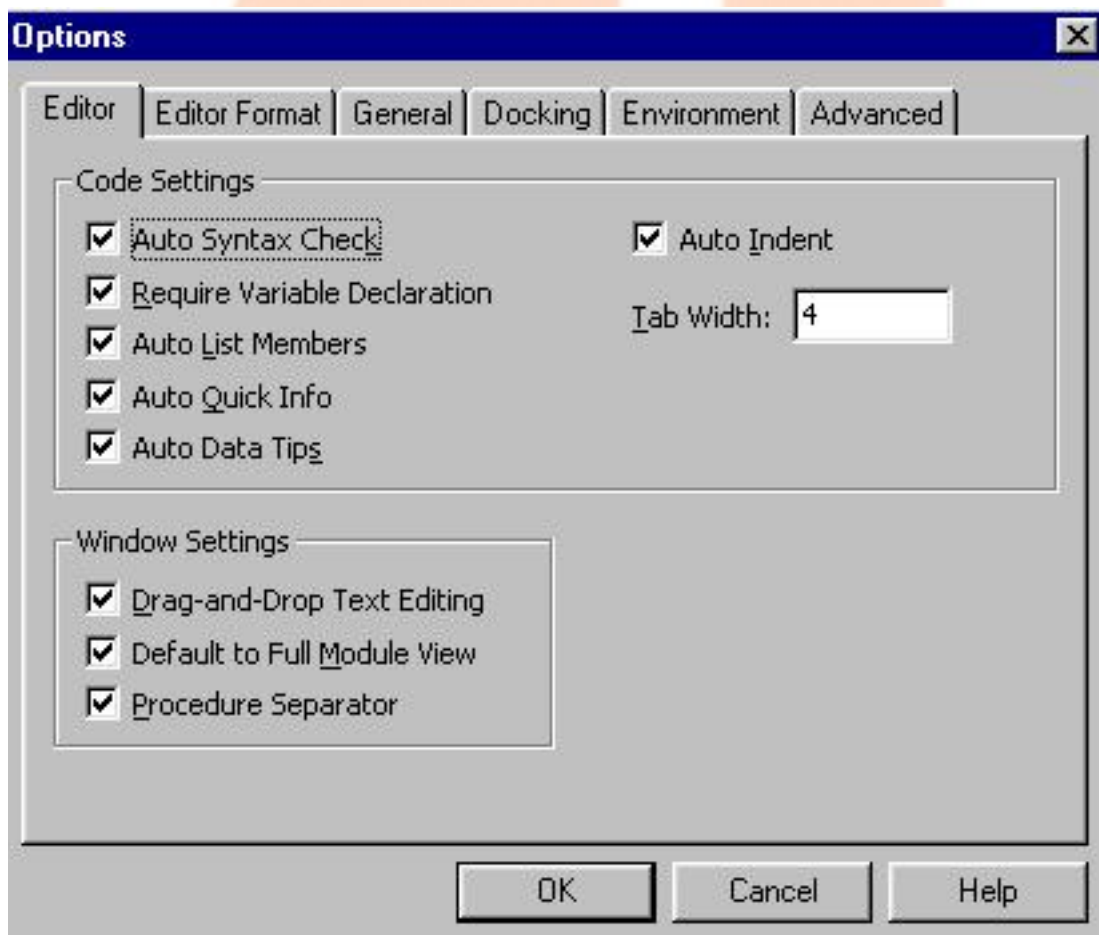 Options
Editor Editor Format General Docking Environment Advanced
Code Settings
Auto Syntax Check Auto Indent
Require Variable Declaration
Tab Width: 4
Auto List Members
Auto Quick Info
Auto Data Tips
Window Settings
Drag-and-Drop Text Editing
Default to Full Module View
Procedure Separator
OK Cancel Help